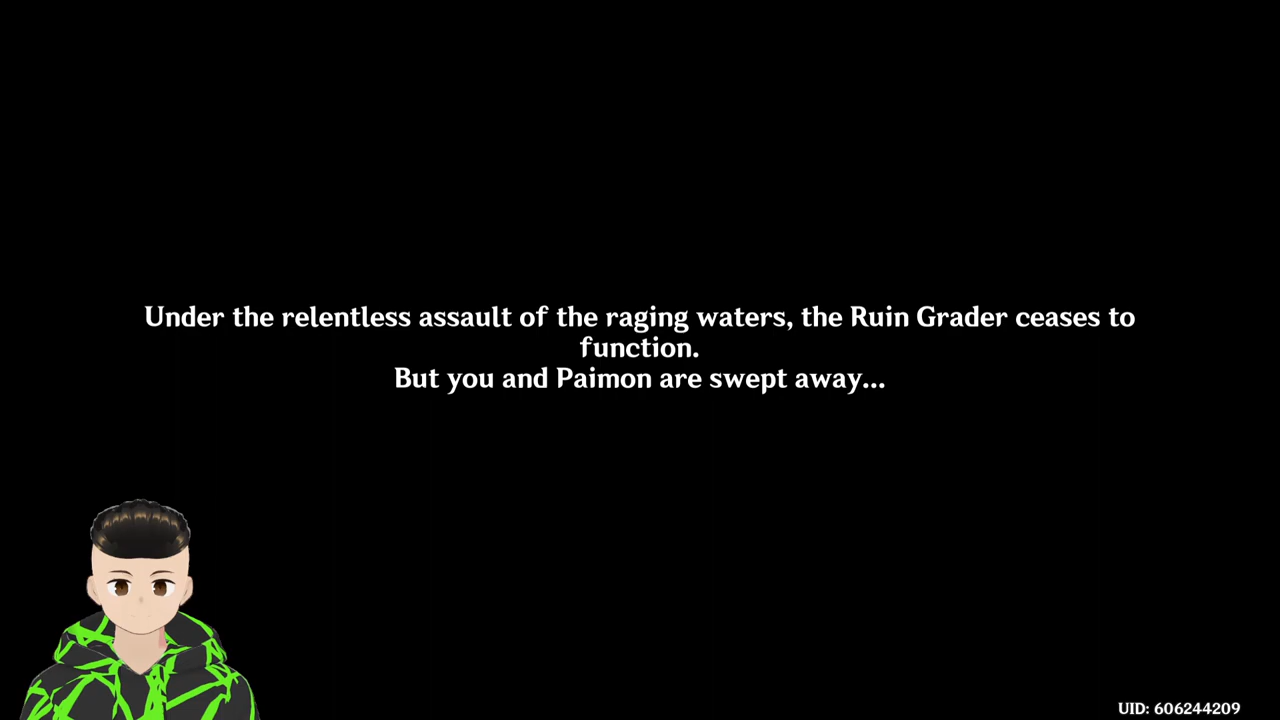 Under the relentless assault of the raging waters, the Ruin Grader ceases to
function.
But you and Paimon are swept away...
UID: 606244209